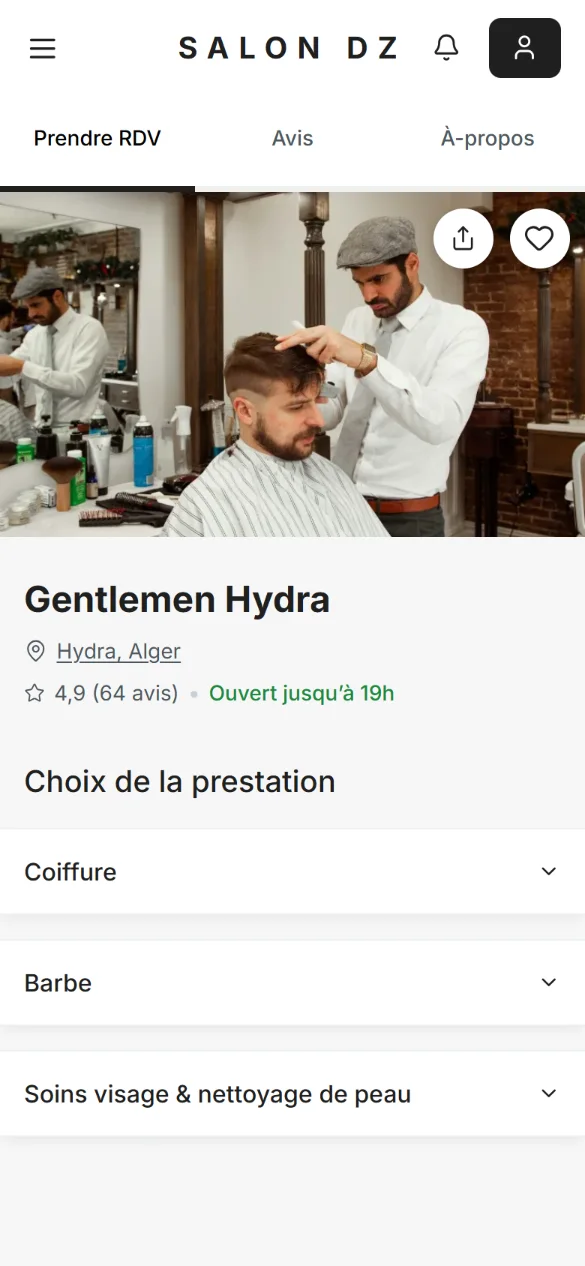 SALON DZ
Prendre RDV
Avis
À-propos
Gentlemen Hydra
Hydra, Alger
4,9 (64 avis) • Ouvert jusqu’à 19h
Choix de la prestation
Coiffure
Barbe
Soins visage & nettoyage de peau